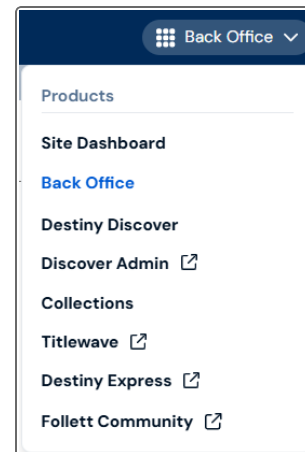 Back Office
Products
Site Dashboard
Back Office
Destiny Discover
Discover Admin
Collections
Titlewave
Destiny Express
Follett Community